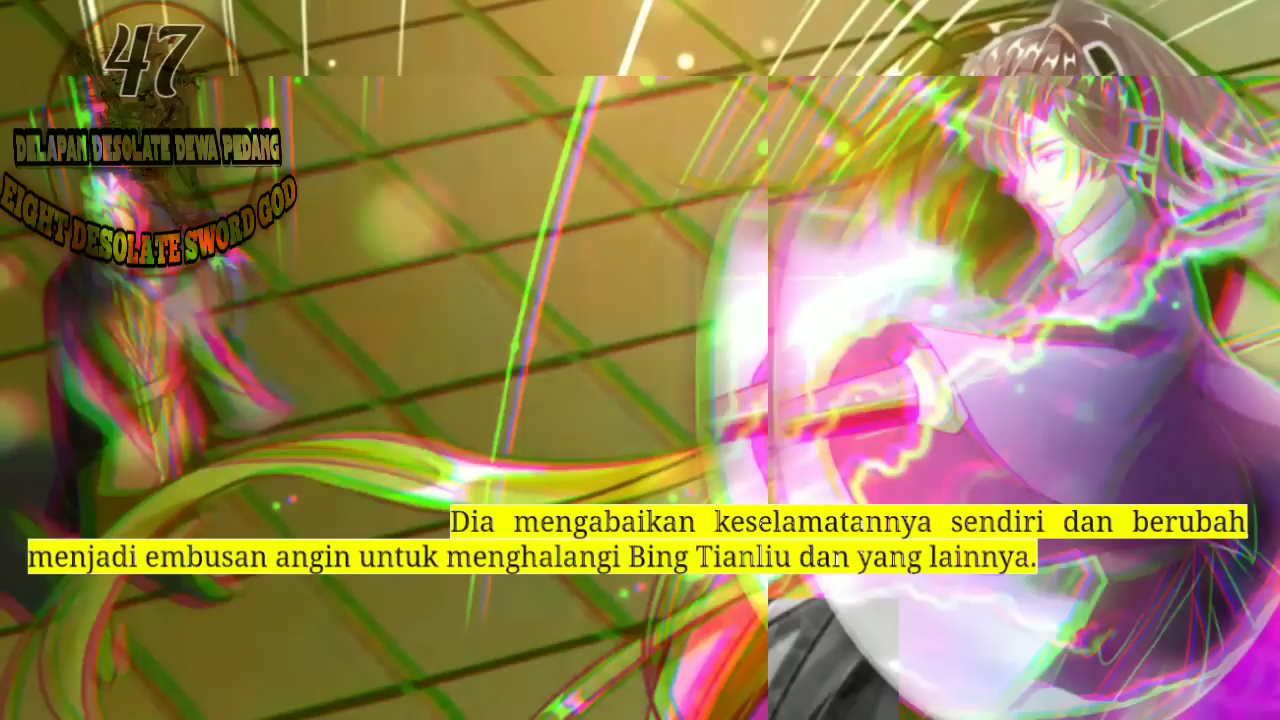 47
DELAPAN DESOLATE DEWA PEDANG
EIGHT DESOLATE SWORD GOD
Dia mengabaikan keselamatannya sendiri dan berubah
menjadi embusan angin untuk menghalangi Bing Tianliu dan yang lainnya.